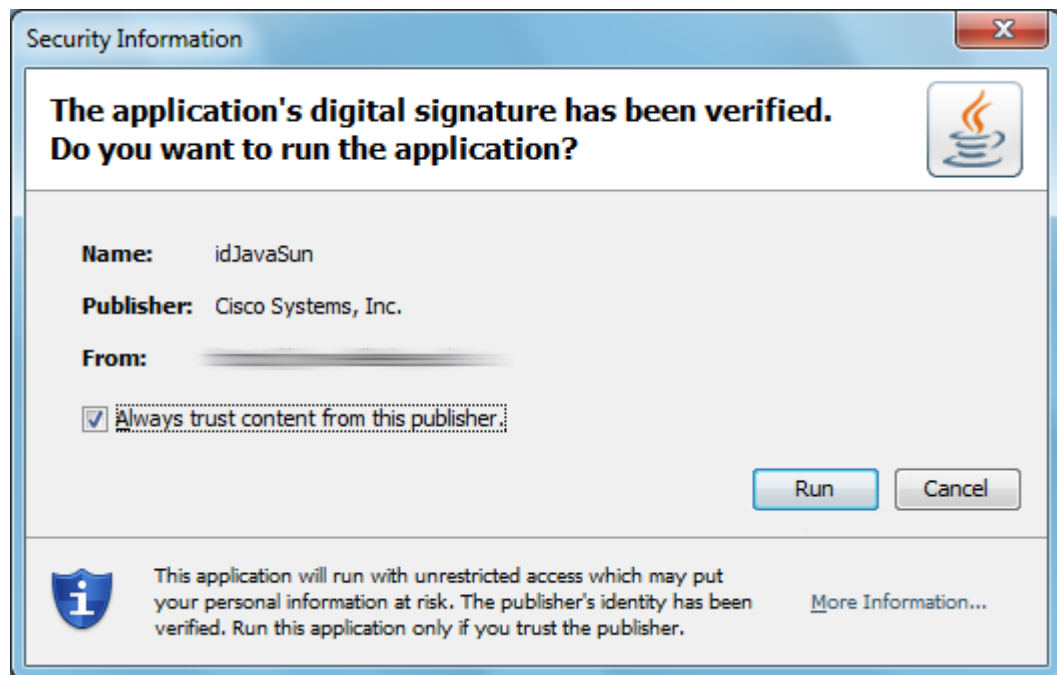 Security Information
The application's digital signature has been verified.
Do you want to run the application?
Name: idJavaSun
Publisher: Cisco Systems, Inc.
From:
Always trust content from this publisher.
Run Cancel
This application will run with unrestricted access which may put
your personal information at risk. The publisher's identity has been
verified. Run this application only if you trust the publisher.
More Information...